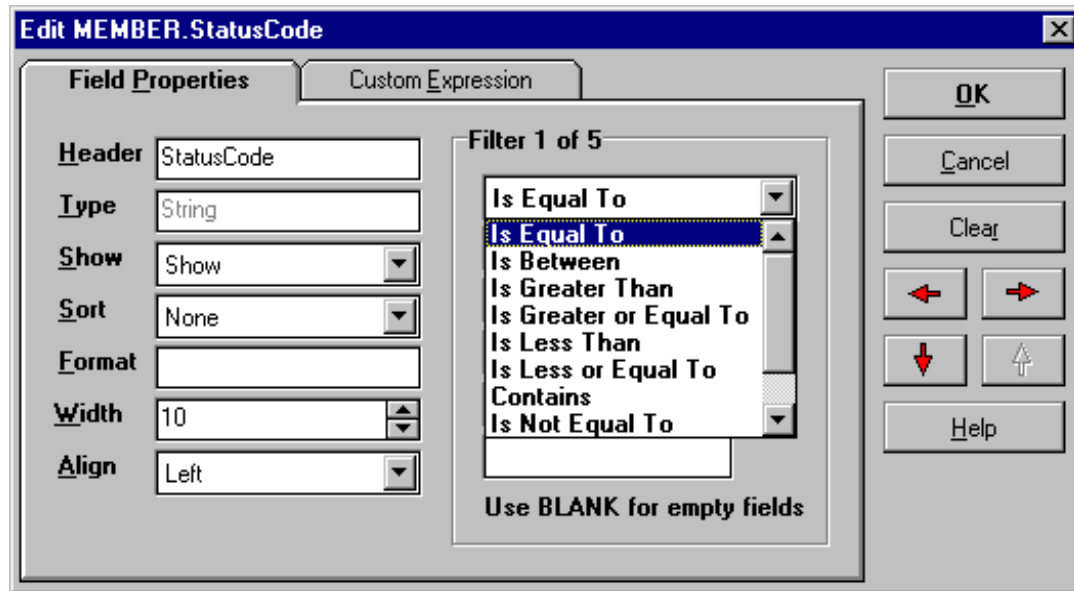 Edit MEMBER.StatusCode
Field Properties
Custom Expression
Header
StatusCode
Type
String
Show
Show
Sort
None
Format
Width
10
Align
Left
Filter 1 of 5
Is Equal To
Is Equal To
Is Between
Is Greater Than
Is Greater or Equal To
Is Less Than
Is Less or Equal To
Contains
Is Not Equal To
Use BLANK for empty fields
OK
Cancel
Clear
Help